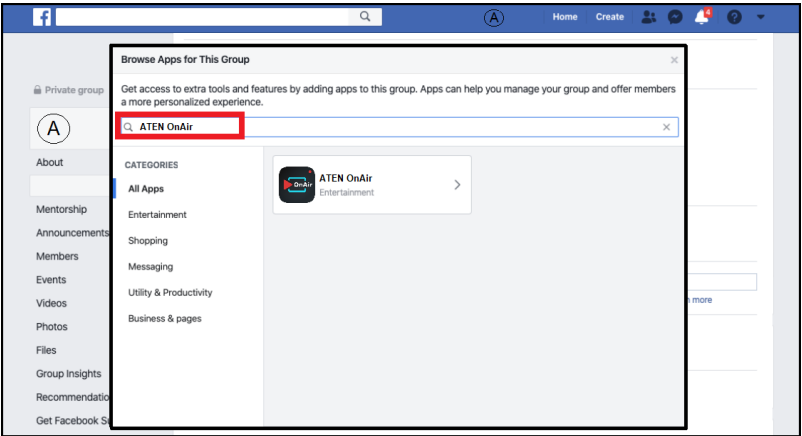 f
A
Home
Create
4
?
Browse Apps for This Group
×
Get access to extra tools and features by adding apps to this group. Apps can help you manage your group and offer members
a more personalized experience.
ATEN OnAir
×
Private group
A
About
Mentorship
Announcements
Members
Events
Videos
Photos
Files
Group Insights
Recommendatio
Get Facebook Su
CATEGORIES
All Apps
Entertainment
Shopping
Messaging
Utility & Productivity
Business & pages
OnAir
ATEN OnAir
Entertainment
more